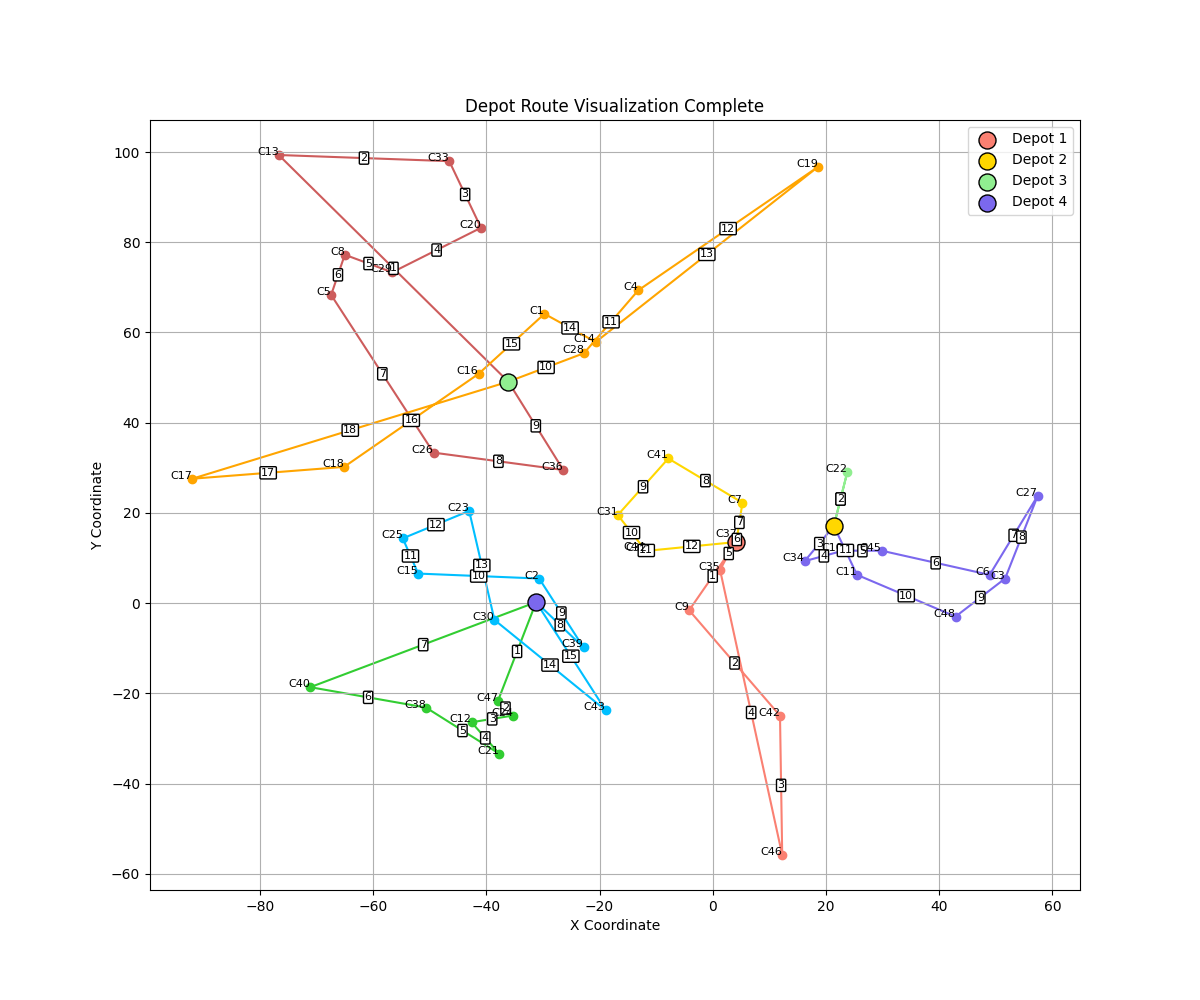 Depot Route Visualization Complete
Depot 1
Depot 2
Depot 3
Depot 4
Y Coordinate
100
80
60
40
20
0
−20
−40
−60
−80
−60
−40
−20
0
20
40
60
X Coordinate
C13
2
C33
3
C20
4
C8
5
C29
1
6
C5
7
C26
8
C36
9
C19
12
13
C4
11
C1
14
C14
C28
10
15
C16
16
18
C17
17
C18
C23
12
C25
11
C15
10
13
C2
9
8
C39
15
C30
14
C43
7
C40
6
C38
5
1
C47
2
C12
3
4
C21
C41
8
9
C7
7
C31
10
11
12
C37
6
5
C35
1
C9
2
C42
4
3
C46
C22
2
3
C34
4
11
5
C45
C11
6
C6
C3
C27
7
8
9
C48
10